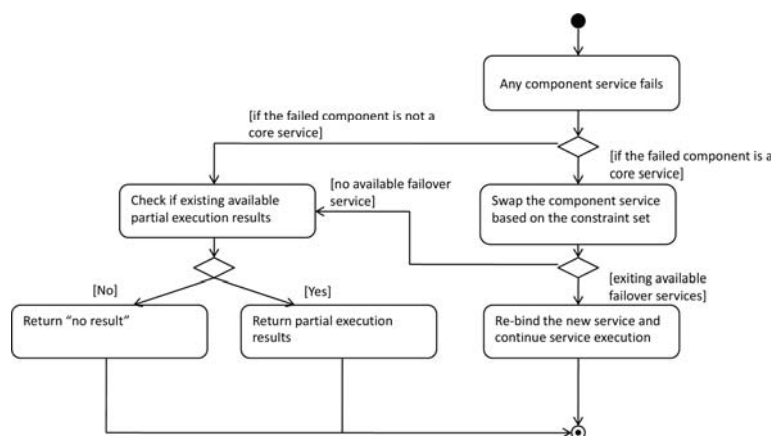 Any component service fails
[if the failed component is not a
core service]
[if the failed component is a
core service]
Check if existing available
partial execution results
[no available failover
service]
Swap the component service
based on the constraint set
[No]
[Yes]
[exiting available
failover services]
Return “no result”
Return partial execution
results
Re-bind the new service and
continue service execution